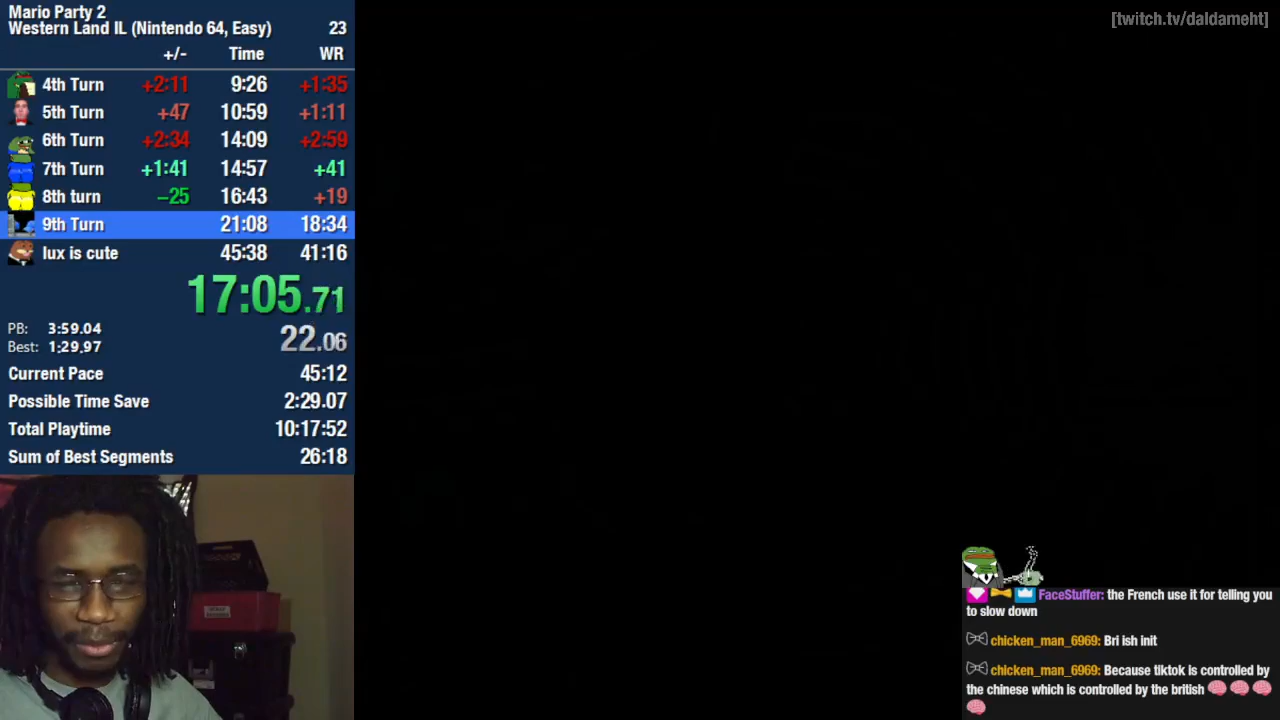 Mario Party 2
Western Land IL (Nintendo 64, Easy) 23
+/- Time WR
4th Turn +2:11 9:26 +1:35
5th Turn +47 10:59 +1:11
6th Turn +2:34 14:09 +2:59
7th Turn +1:41 14:57 +41
8th turn −25 16:43 +19
9th Turn 21:08 18:34
lux is cute 45:38 41:16
17:05.71
PB: 3:59.04
Best: 1:29.97
22.06
Current Pace 45:12
Possible Time Save 2:29.07
Total Playtime 10:17:52
Sum of Best Segments 26:18
[twitch.tv/daldameht]
FaceStuffer: the French use it for telling you
to slow down
chicken_man_6969: Bri ish init
chicken_man_6969: Because tiktok is controlled by
the chinese which is controlled by the british